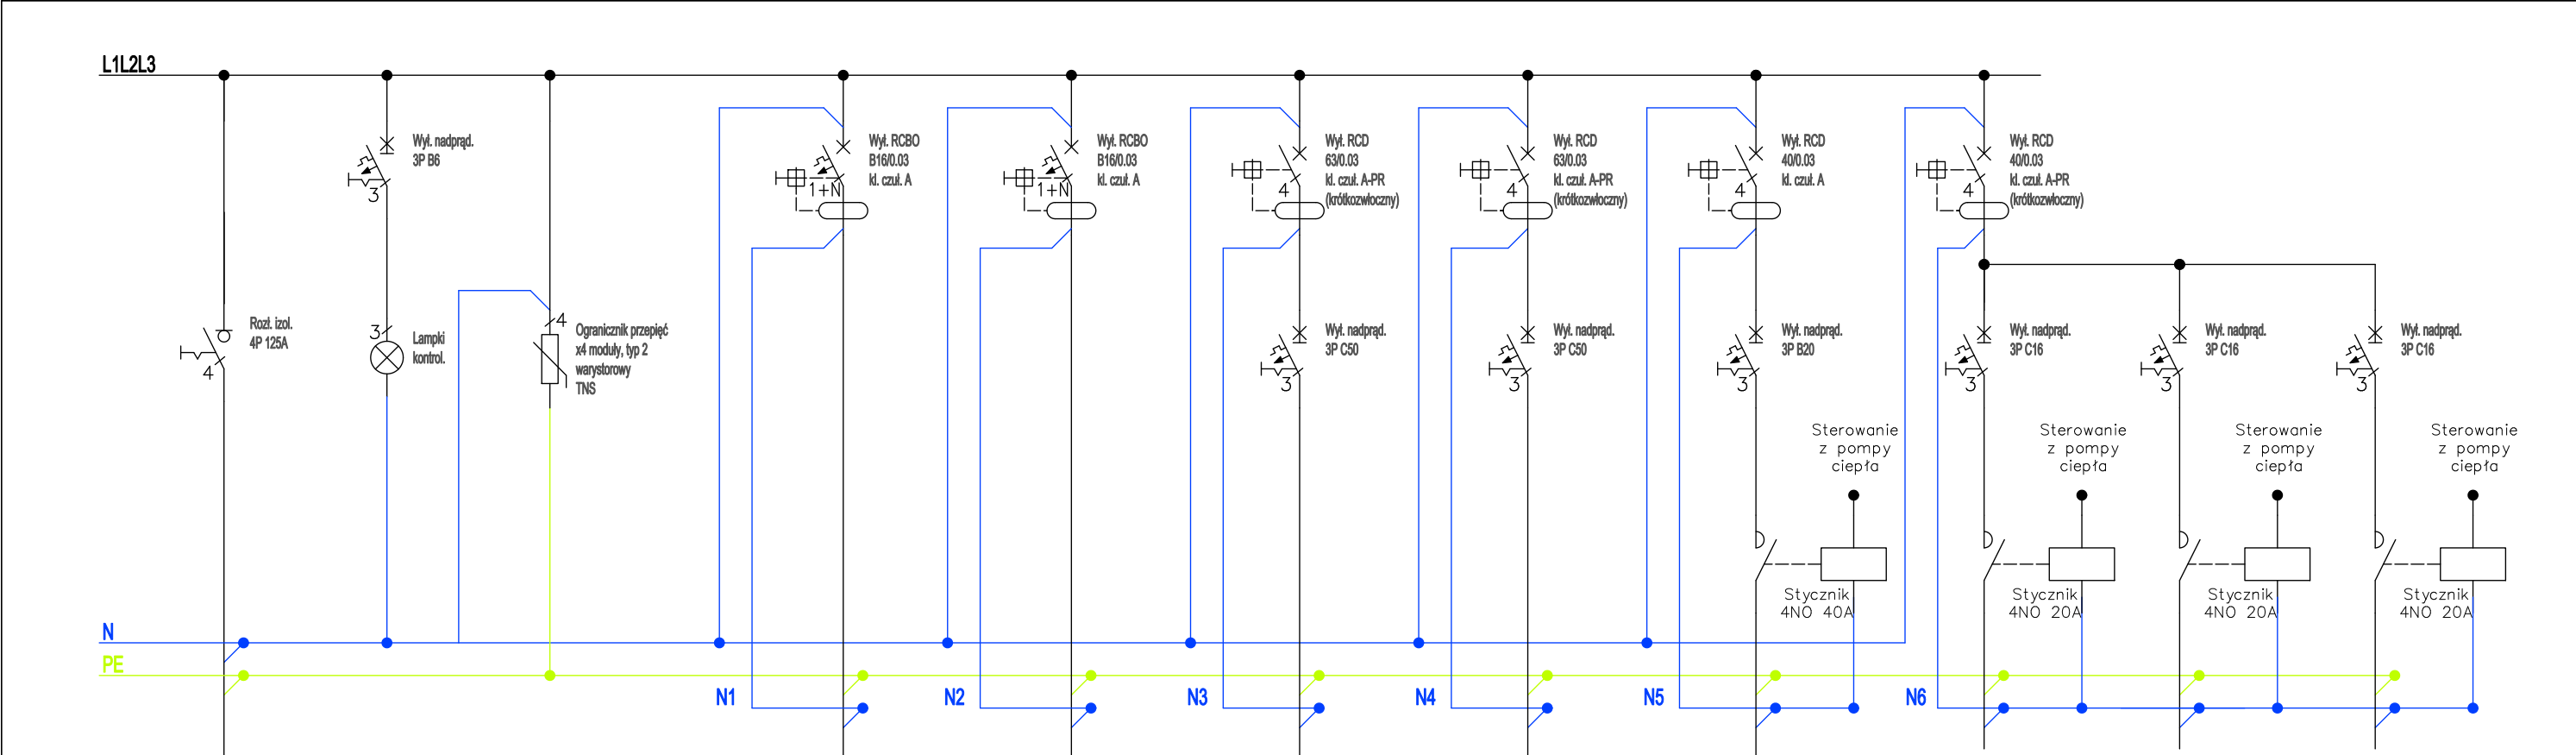 L1L2L3
Wył. nadprąd.
3P B6
3
Wył. RCBO
B16/0.03
kl. czuł. A
1+N
Wył. RCBO
B16/0.03
kl. czuł. A
1+N
Wył. RCD
63/0.03
kl. czuł. A-PR
(krótkozwłoczny)
4
Wył. RCD
63/0.03
kl. czuł. A-PR
(krótkozwłoczny)
4
Wył. RCD
40/0.03
kl. czuł. A
4
Wył. RCD
40/0.03
kl. czuł. A-PR
(krótkozwłoczny)
4
Rozł. izol.
4P 125A
4
3
Lampki
kontrol.
4
Ogranicznik przepięć
x4 moduły, typ 2
warystorowy
TNS
Wył. nadprąd.
3P C50
3
Wył. nadprąd.
3P C50
3
Wył. nadprąd.
3P B20
3
Wył. nadprąd.
3P C16
3
Wył. nadprąd.
3P C16
3
Wył. nadprąd.
3P C16
3
Sterowanie
z pompy
ciepła
Sterowanie
z pompy
ciepła
Sterowanie
z pompy
ciepła
Sterowanie
z pompy
ciepła
Stycznik
4NO 40A
Stycznik
4NO 20A
Stycznik
4NO 20A
Stycznik
4NO 20A
N
PE
N1
N2
N3
N4
N5
N6